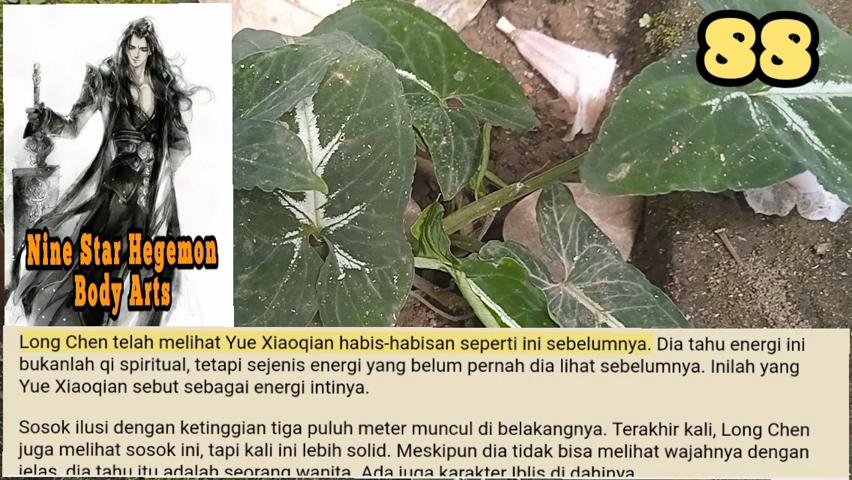 88
Nine Star Hegemon
Body Arts
Long Chen telah melihat Yue Xiaoqian habis-habisan seperti ini sebelumnya. Dia tahu energi ini
bukanlah qi spiritual, tetapi sejenis energi yang belum pernah dia lihat sebelumnya. Inilah yang
Yue Xiaoqian sebut sebagai energi intinya.
Sosok ilusi dengan ketinggian tiga puluh meter muncul di belakangnya. Terakhir kali, Long Chen
juga melihat sosok ini, tapi kali ini lebih solid. Meskipun dia tidak bisa melihat wajahnya dengan
jelas, dia tahu itu adalah seorang wanita. Ada juga karakter Iblis di dahinya.